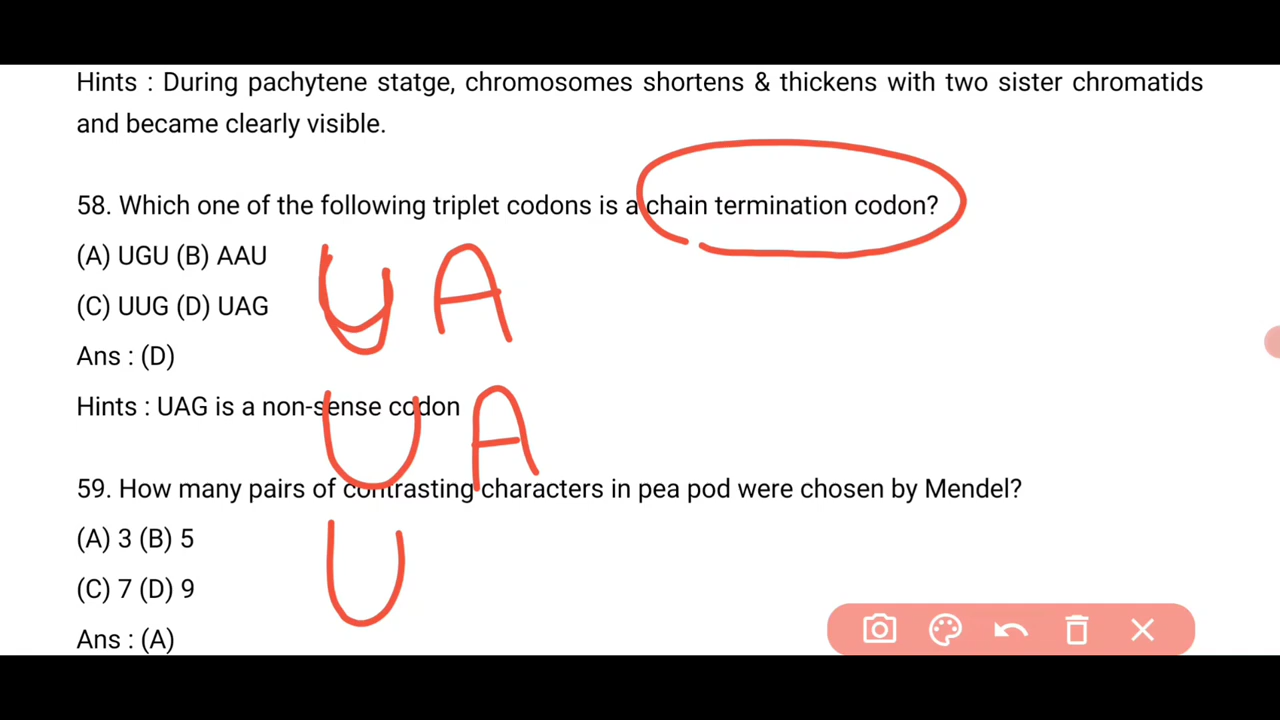 Hints : During pachytene statge, chromosomes shortens & thickens with two sister chromatids
and became clearly visible.
58. Which one of the following triplet codons is a chain termination codon?
(A) UGU (B) AAU
(C) UUG (D) UAG
U A
Ans : (D)
Hints : UAG is a non-sense codon
U A
59. How many pairs of contrasting characters in pea pod were chosen by Mendel?
(A) 3 (B) 5
(C) 7 (D) 9
U
Ans : (A)